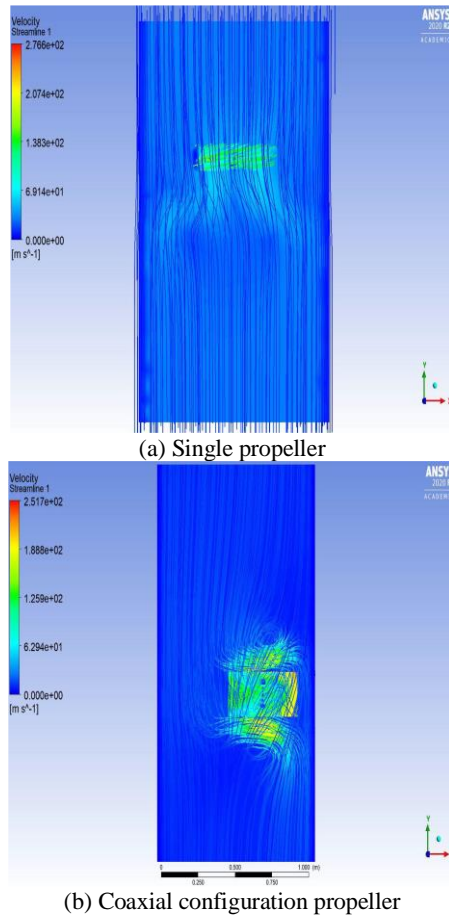 Velocity
Streamline 1
ANSYS
2020 R2
ACADEMIC
2.766e+02
2.074e+02
1.383e+02
6.914e+01
0.000e+00
[m s^-1]
Y
(a) Single propeller
Velocity
Streamline 1
ANSYS
2020 R2
ACADEMIC
2.517e+02
1.888e+02
1.259e+02
6.294e+01
0.000e+00
[m s^-1]
Y
0 0.500 1.000 (m)
0.250 0.750
(b) Coaxial configuration propeller